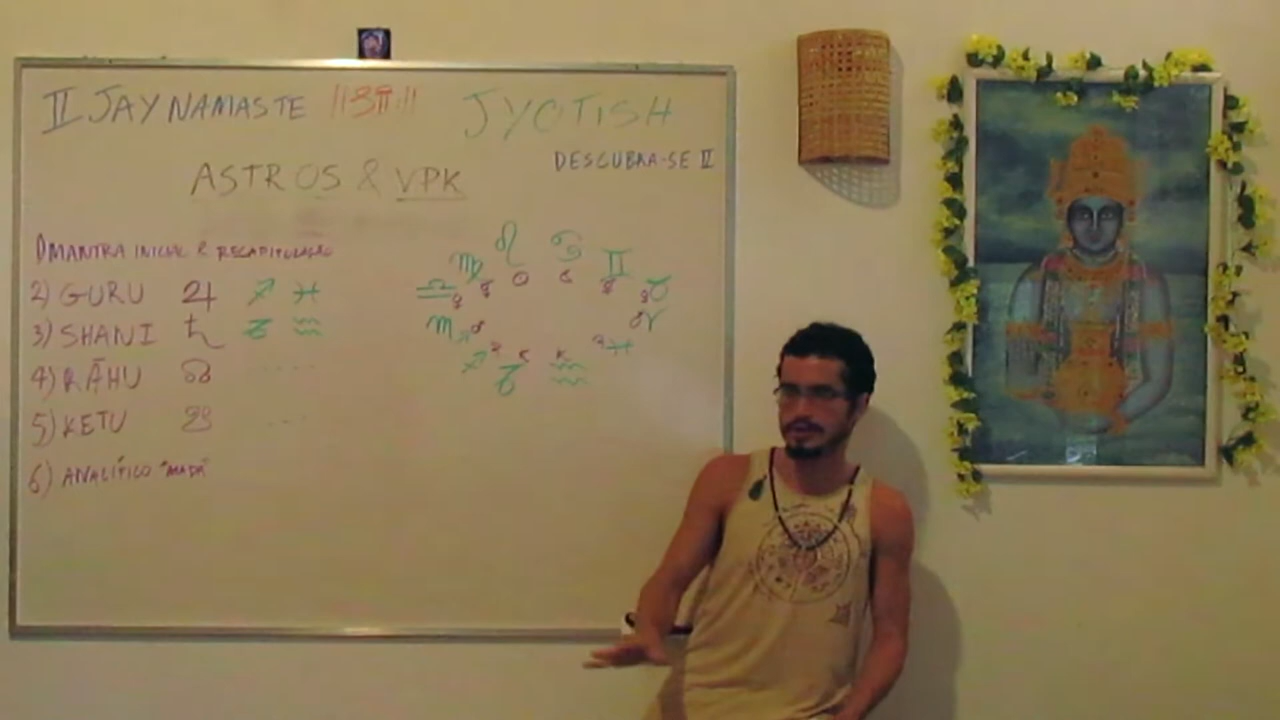 II JAY NAMASTE JYOTISH
DESCUBRA-SE II
ASTROS & VPK
1) MANTRA INICIAL & RECAPITULAÇÃO
2) GURU ♃ ♐ ♓
3) SHANI ♄ ♑ ♒
4) RĀHU ☊ ....
5) KETU ☋ ...
6) ANALÍTICO
♌ ♋
♍ ♊
♎ ♉
♏ ♈
♐ ♑ ♒ ♓